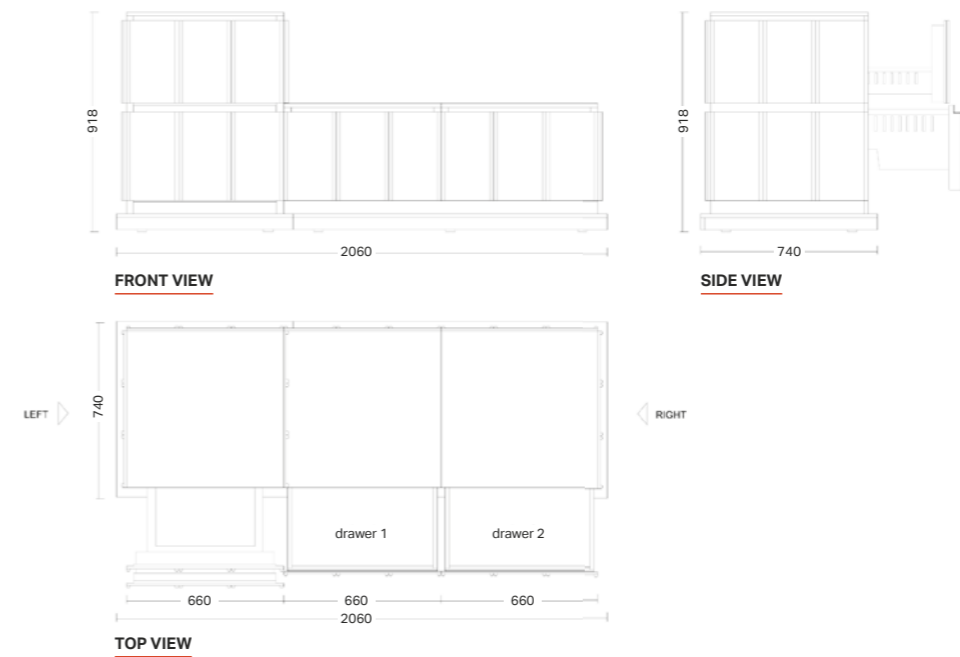 918
918
2060
740
FRONT VIEW
SIDE VIEW
740
LEFT
RIGHT
drawer 1
drawer 2
660
660
660
2060
TOP VIEW